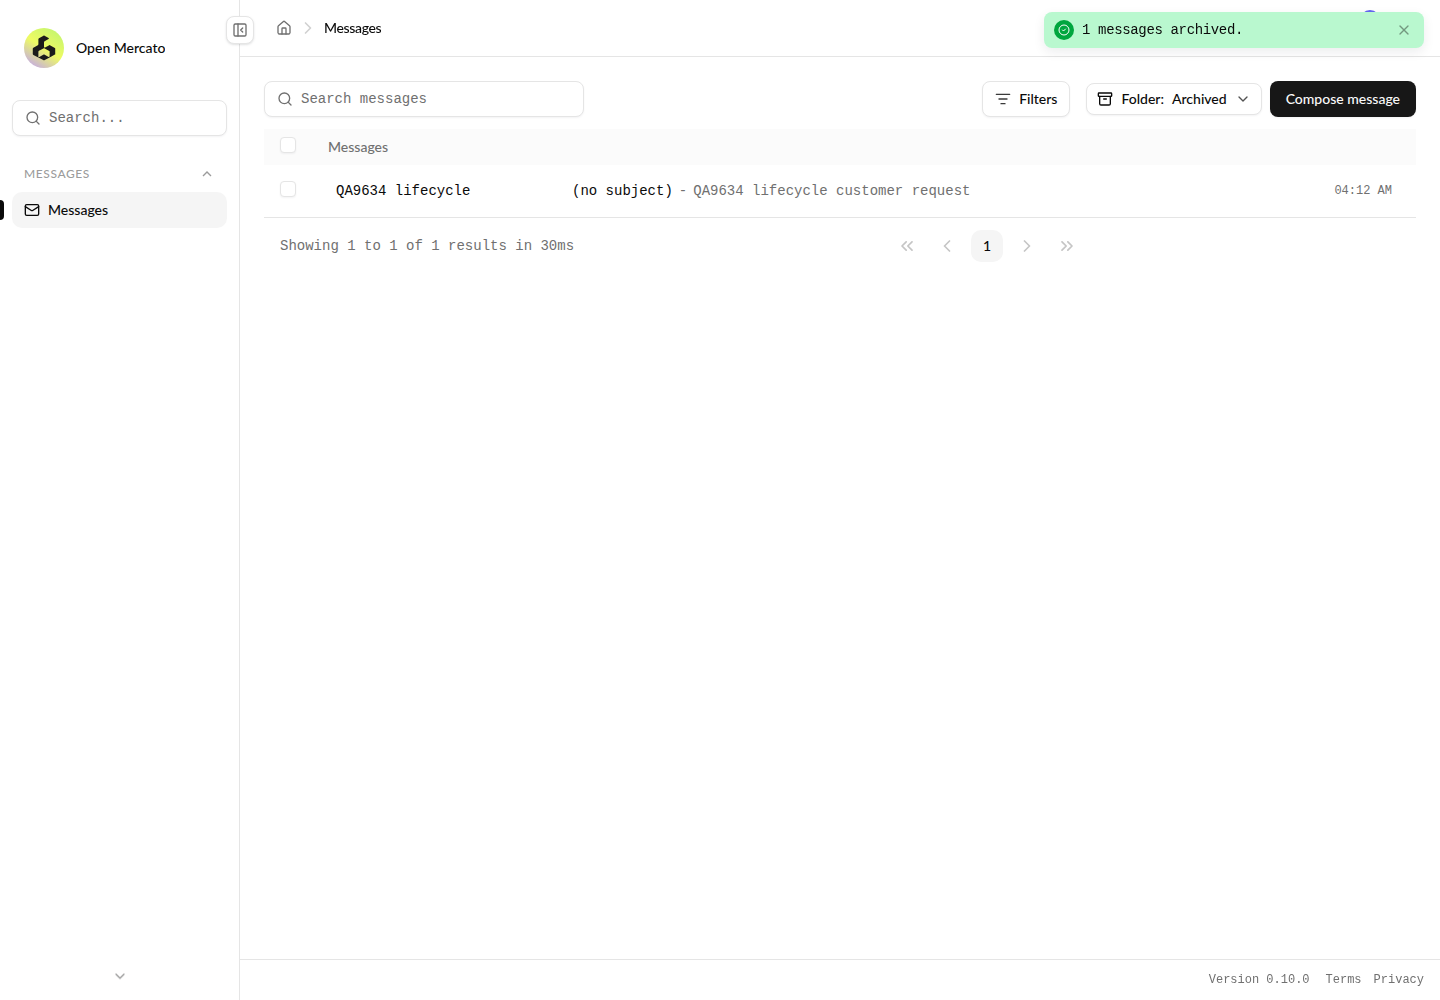 Open Mercato
Messages
1 messages archived.
Search...
Search messages
Filters
Folder: Archived
Compose message
MESSAGES
Messages
Messages
QA9634 lifecycle
(no subject) - QA9634 lifecycle customer request
04:12 AM
Showing 1 to 1 of 1 results in 30ms
1
Version 0.10.0
Terms
Privacy